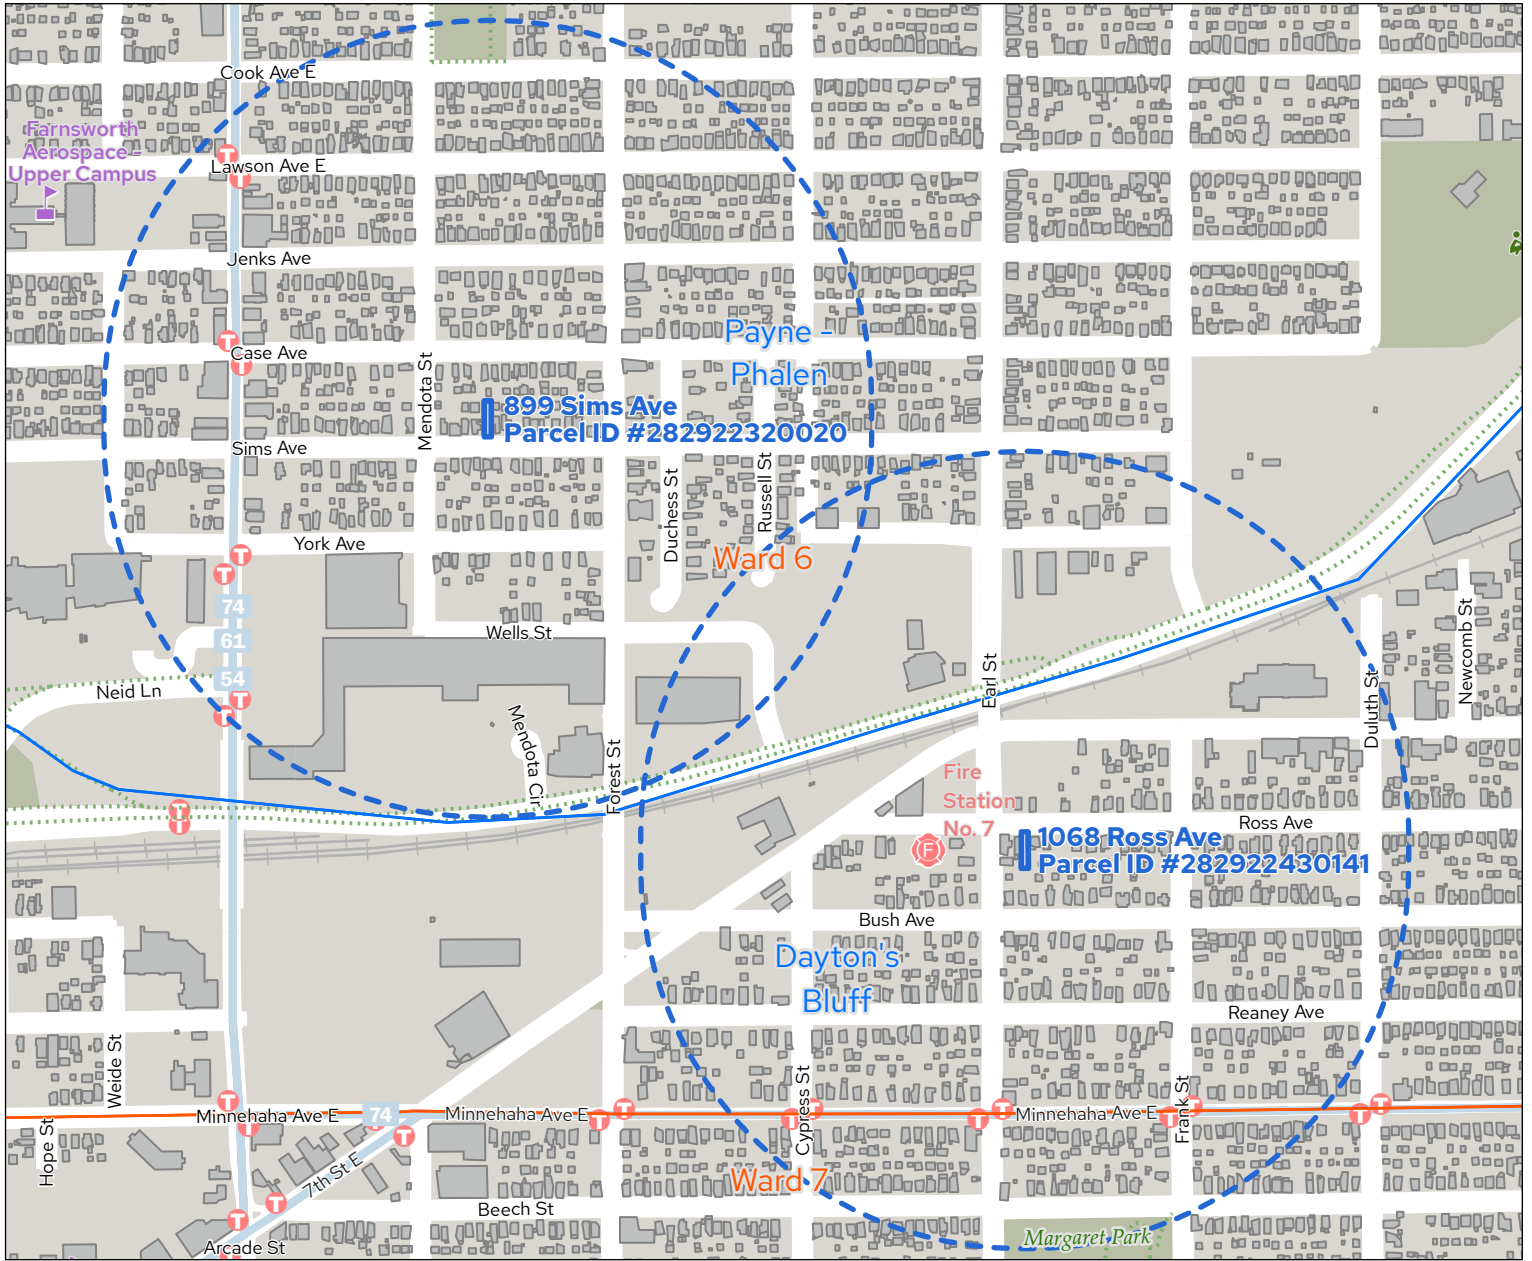 Cook Ave E
Farnsworth
Aerospace -
Upper Campus
T
Lawson Ave E
T
Jenks Ave
T
Case Ave
T
Mendota St
Payne -
Phalen
899 Sims Ave
Parcel ID #282922320020
Sims Ave
Duchess St
Russell St
York Ave
T
T
Ward 6
74
61
54
Wells St
Neid Ln
T
T
Mendota Cir
Forest St
Earl St
Duluth St
Newcomb St
T
T
Fire
Station
No. 7
F
Ross Ave
1068 Ross Ave
Parcel ID #282922430141
Bush Ave
Dayton's
Bluff
Reaney Ave
Weide St
Hope St
T
Minnehaha Ave E
T
74
T
Minnehaha Ave E
T
T
Cypress St
T
T
T
T
Minnehaha Ave E
T
T
Frank St
T
T
7th St E
Ward 7
T
T
Beech St
Arcade St
Margaret Park